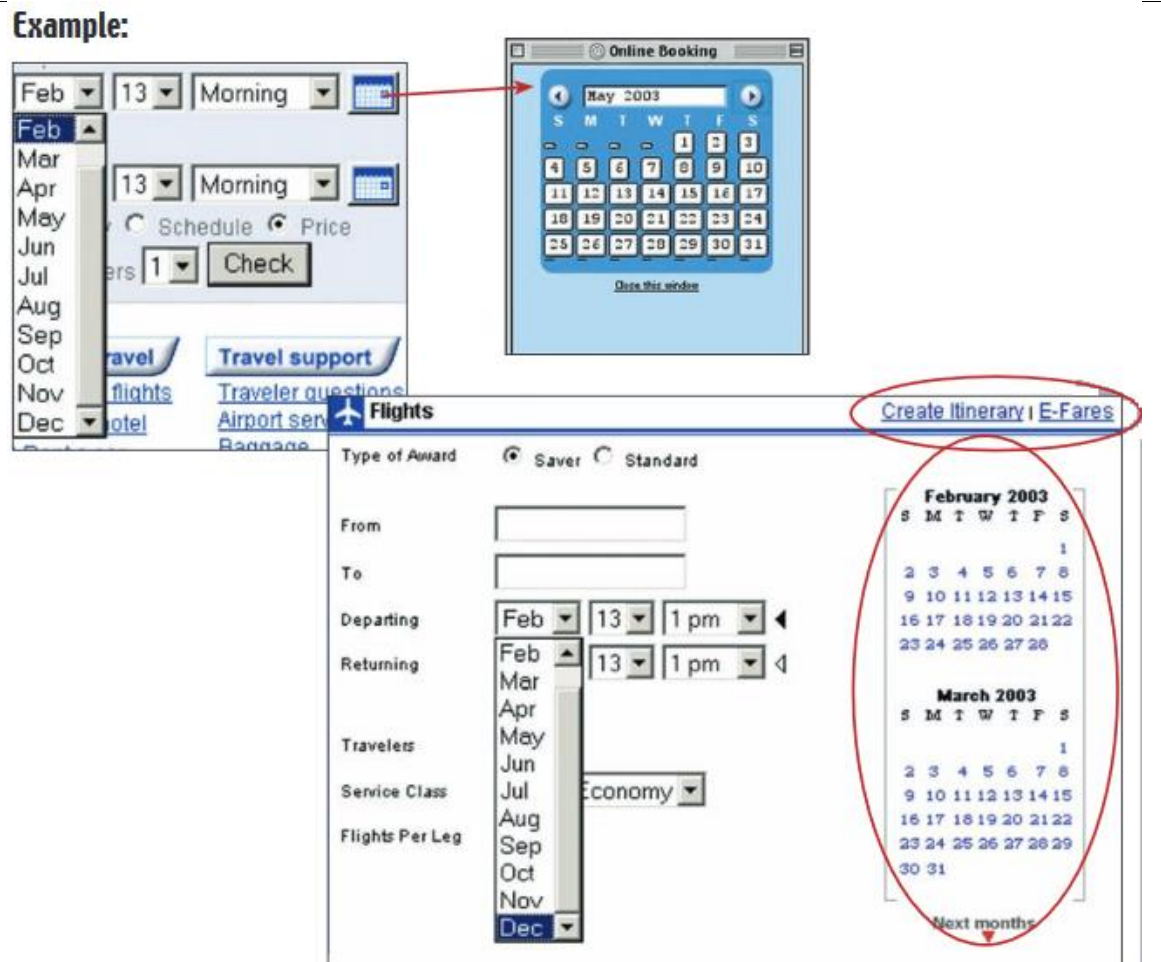 Example:
Feb 13 Morning
Feb
Mar
Apr 13 Morning
May Schedule Price
Jun
Jul ers 1 Check
Aug
Sep
Oct ravel Travel support
Nov flights Traveler questions
Dec otel Airport serv
Baggage
Online Booking
May 2003
S M T W T F S
1 2 3
4 5 6 7 8 9 10
11 12 13 14 15 16 17
18 19 20 21 22 23 24
25 26 27 28 29 30 31
Close this window
Flights Create Itinerary | E-Fares
Type of Award Saver Standard
From
To
Departing Feb 13 1 pm
Returning 13 1 pm
Feb
Mar
Apr
May
Jun
Jul
Aug
Sep
Oct
Nov
Dec
Travelers
Service Class Economy
Flights Per Leg
February 2003
S M T W T F S
1
2 3 4 5 6 7 8
9 10 11 12 13 14 15
16 17 18 19 20 21 22
23 24 25 26 27 28
March 2003
S M T W T F S
1
2 3 4 5 6 7 8
9 10 11 12 13 14 15
16 17 18 19 20 21 22
23 24 25 26 27 28 29
30 31
Next months